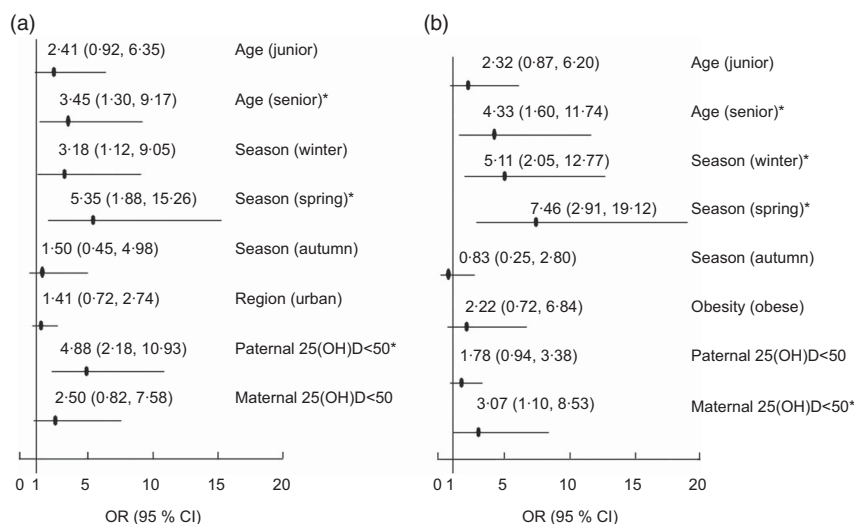 (a)
2·41 (0·92, 6·35) Age (junior)
3·45 (1·30, 9·17) Age (senior)*
3·18 (1·12, 9·05) Season (winter)
5·35 (1·88, 15·26) Season (spring)*
1·50 (0·45, 4·98) Season (autumn)
1·41 (0·72, 2·74) Region (urban)
4·88 (2·18, 10·93) Paternal 25(OH)D<50*
2·50 (0·82, 7·58) Maternal 25(OH)D<50
0 1 5 10 15 20
OR (95 % CI)
(b)
2·32 (0·87, 6·20) Age (junior)
4·33 (1·60, 11·74) Age (senior)*
5·11 (2·05, 12·77) Season (winter)*
7·46 (2·91, 19·12) Season (spring)*
0·83 (0·25, 2·80) Season (autumn)
2·22 (0·72, 6·84) Obesity (obese)
1·78 (0·94, 3·38) Paternal 25(OH)D<50
3·07 (1·10, 8·53) Maternal 25(OH)D<50*
0 1 5 10 15 20
OR (95 % CI)